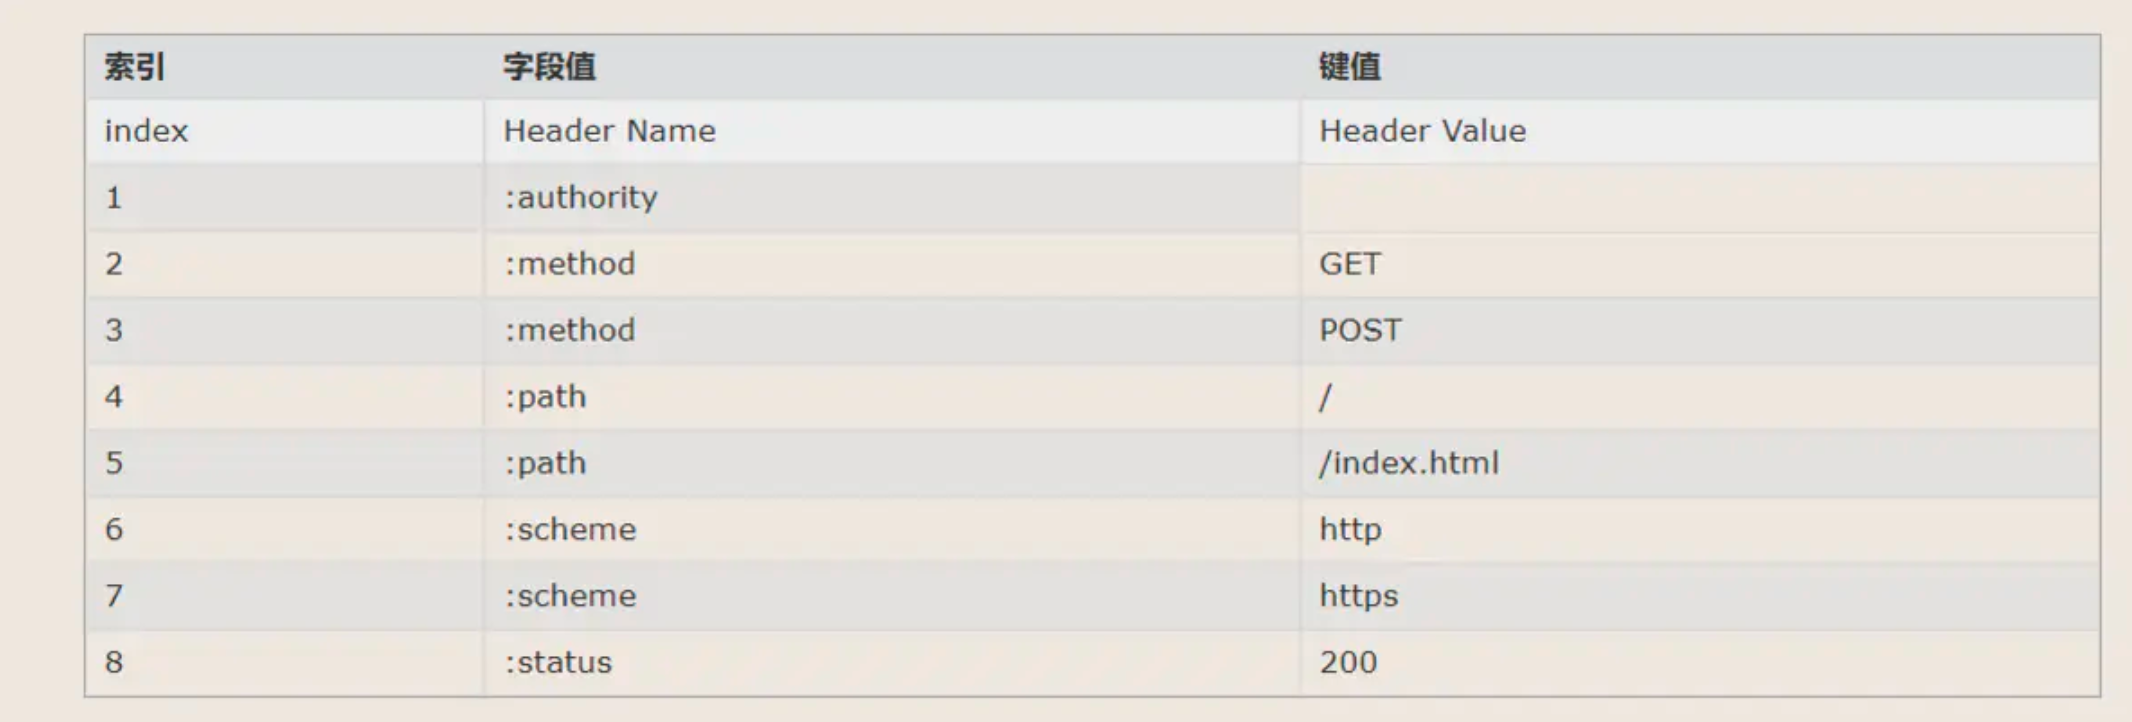 索引 字段值 键值
index Header Name Header Value
1 :authority
2 :method GET
3 :method POST
4 :path /
5 :path /index.html
6 :scheme http
7 :scheme https
8 :status 200